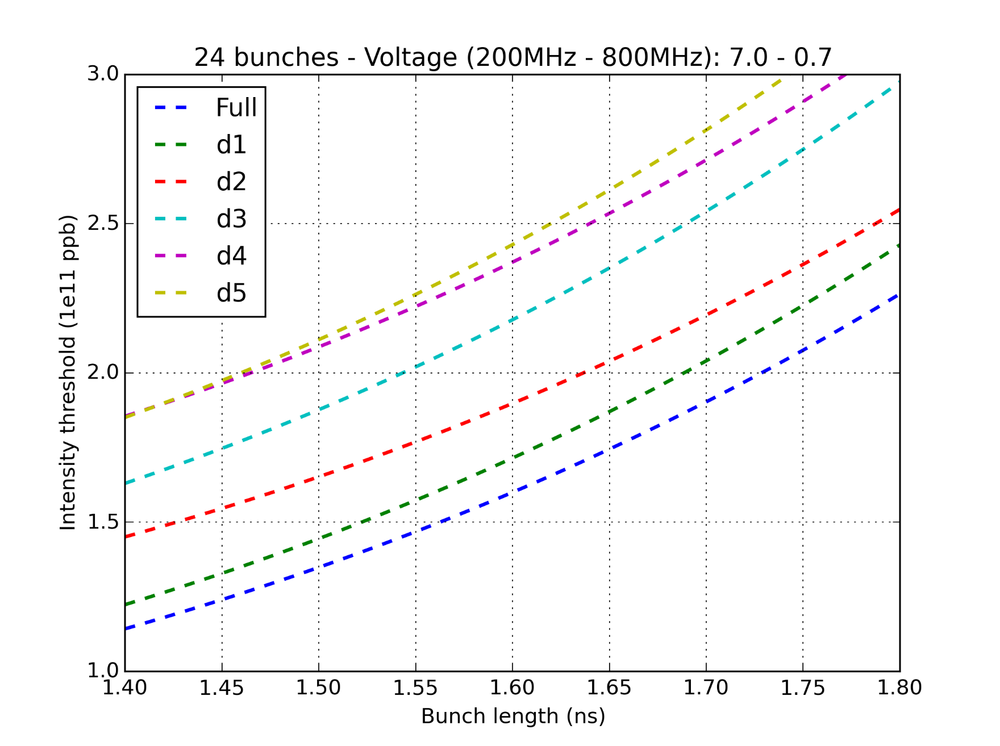 24 bunches - Voltage (200MHz - 800MHz): 7.0 - 0.7
3.0
2.5
2.0
1.5
1.0
Intensity threshold (1e11 ppb)
Full
d1
d2
d3
d4
d5
1.40 1.45 1.50 1.55 1.60 1.65 1.70 1.75 1.80
Bunch length (ns)